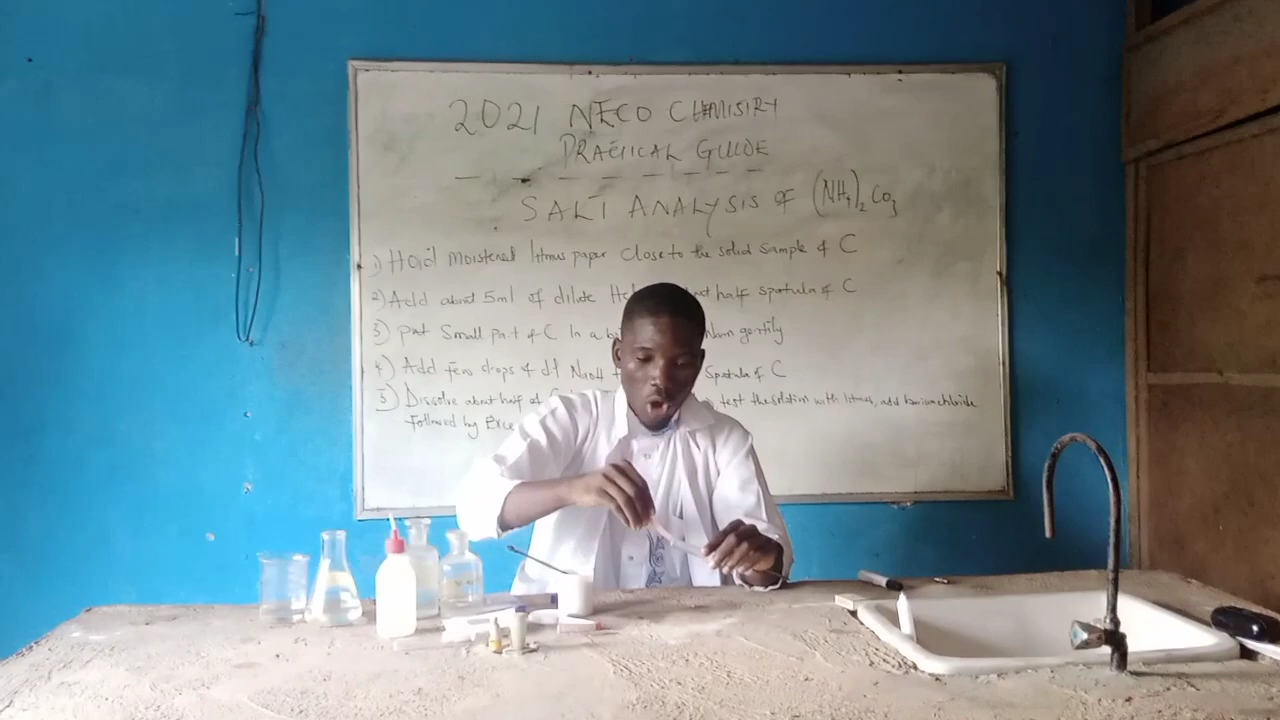 2021 NECO CHEMISTRY
PRACTICAL GUIDE
SALT ANALYSIS OF (NH4)2 CO3
1) Hold moistened litmus paper close to the solid sample of C
2) Add about 5ml of dilute Hcl half spatula of C
3) put small part of C in a warm gently
4) Add few drops of dil NaoH spatula of C
5) Dissolve about half of test the solution with litmus, add barium chloride
followed by